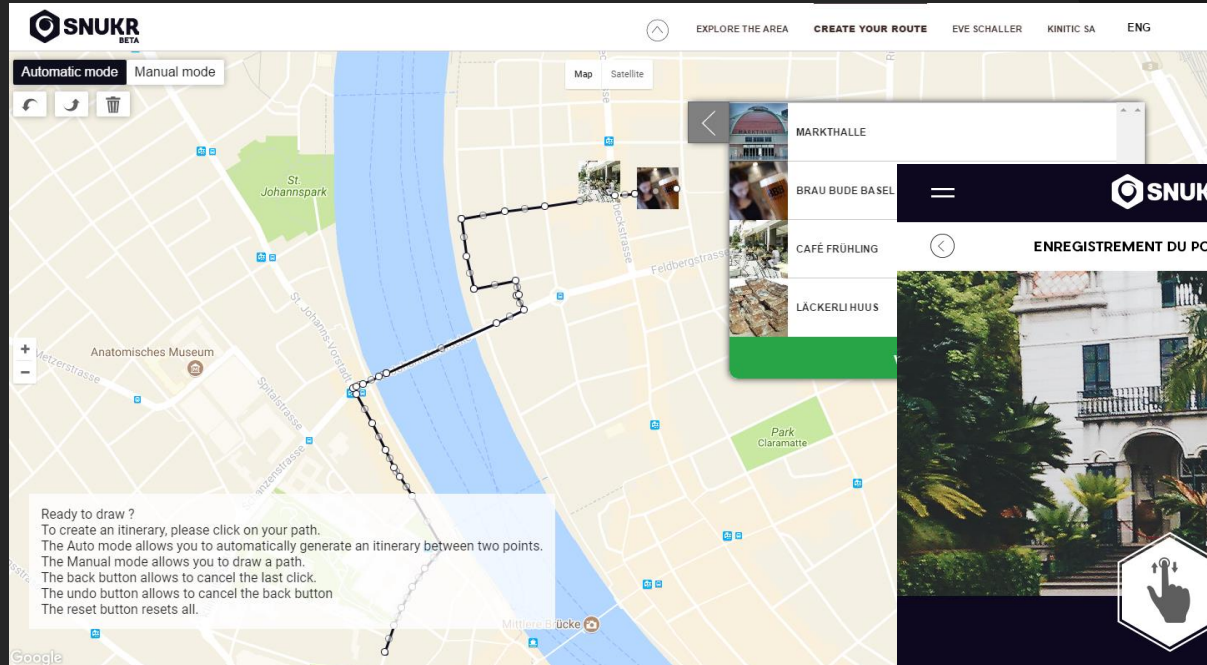 SNUKR
BETA
EXPLORE THE AREA
CREATE YOUR ROUTE
EVE SCHALLER
KINITIC SA
ENG
Automatic mode
Manual mode
Map
Satellite
MARKTHALLE
BRAU BUDE BASEL
CAFÉ FRÜHLING
LÄCKERLI HUUS
SNUK
ENREGISTREMENT DU PO
St.
Johannspark
Feldbergstrasse
St. Johanns-Vorstadt
Anatomisches Museum
Metzerstrasse
Spitalstrasse
Schanzenstrasse
Park
Claramatte
Ready to draw ?
To create an itinerary, please click on your path.
The Auto mode allows you to automatically generate an itinerary between two points.
The Manual mode allows you to draw a path.
The back button allows to cancel the last click.
The undo button allows to cancel the back button
The reset button resets all.
Mittlere Brücke
Google